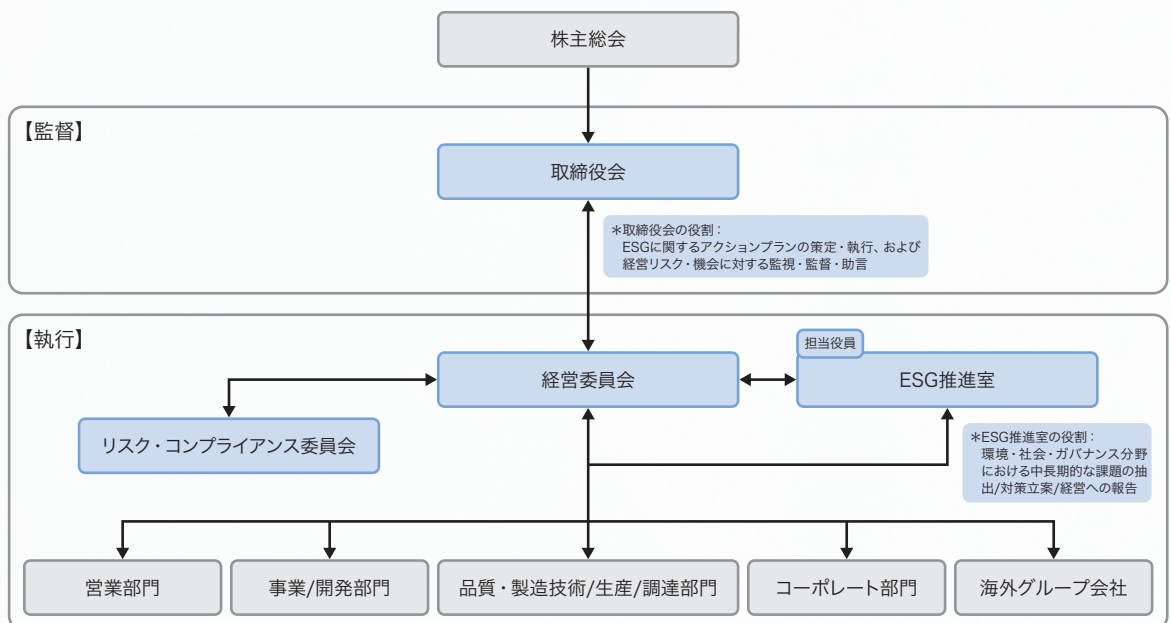 株主総会
【監督】
取締役会
＊取締役会の役割：
ESGに関するアクションプランの策定・執行、および
経営リスク・機会に対する監視・監督・助言
【執行】
担当役員
経営委員会
ESG推進室
リスク・コンプライアンス委員会
＊ESG推進室の役割：
環境・社会・ガバナンス分野
における中長期的な課題の抽
出/対策立案/経営への報告
営業部門
事業/開発部門
品質・製造技術/生産/調達部門
コーポレート部門
海外グループ会社